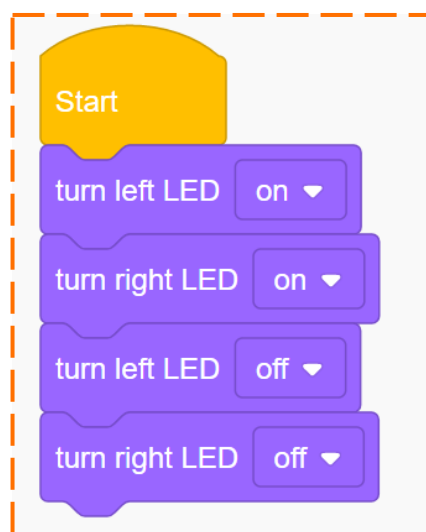 Start
turn left LED on
turn right LED on
turn left LED off
turn right LED off